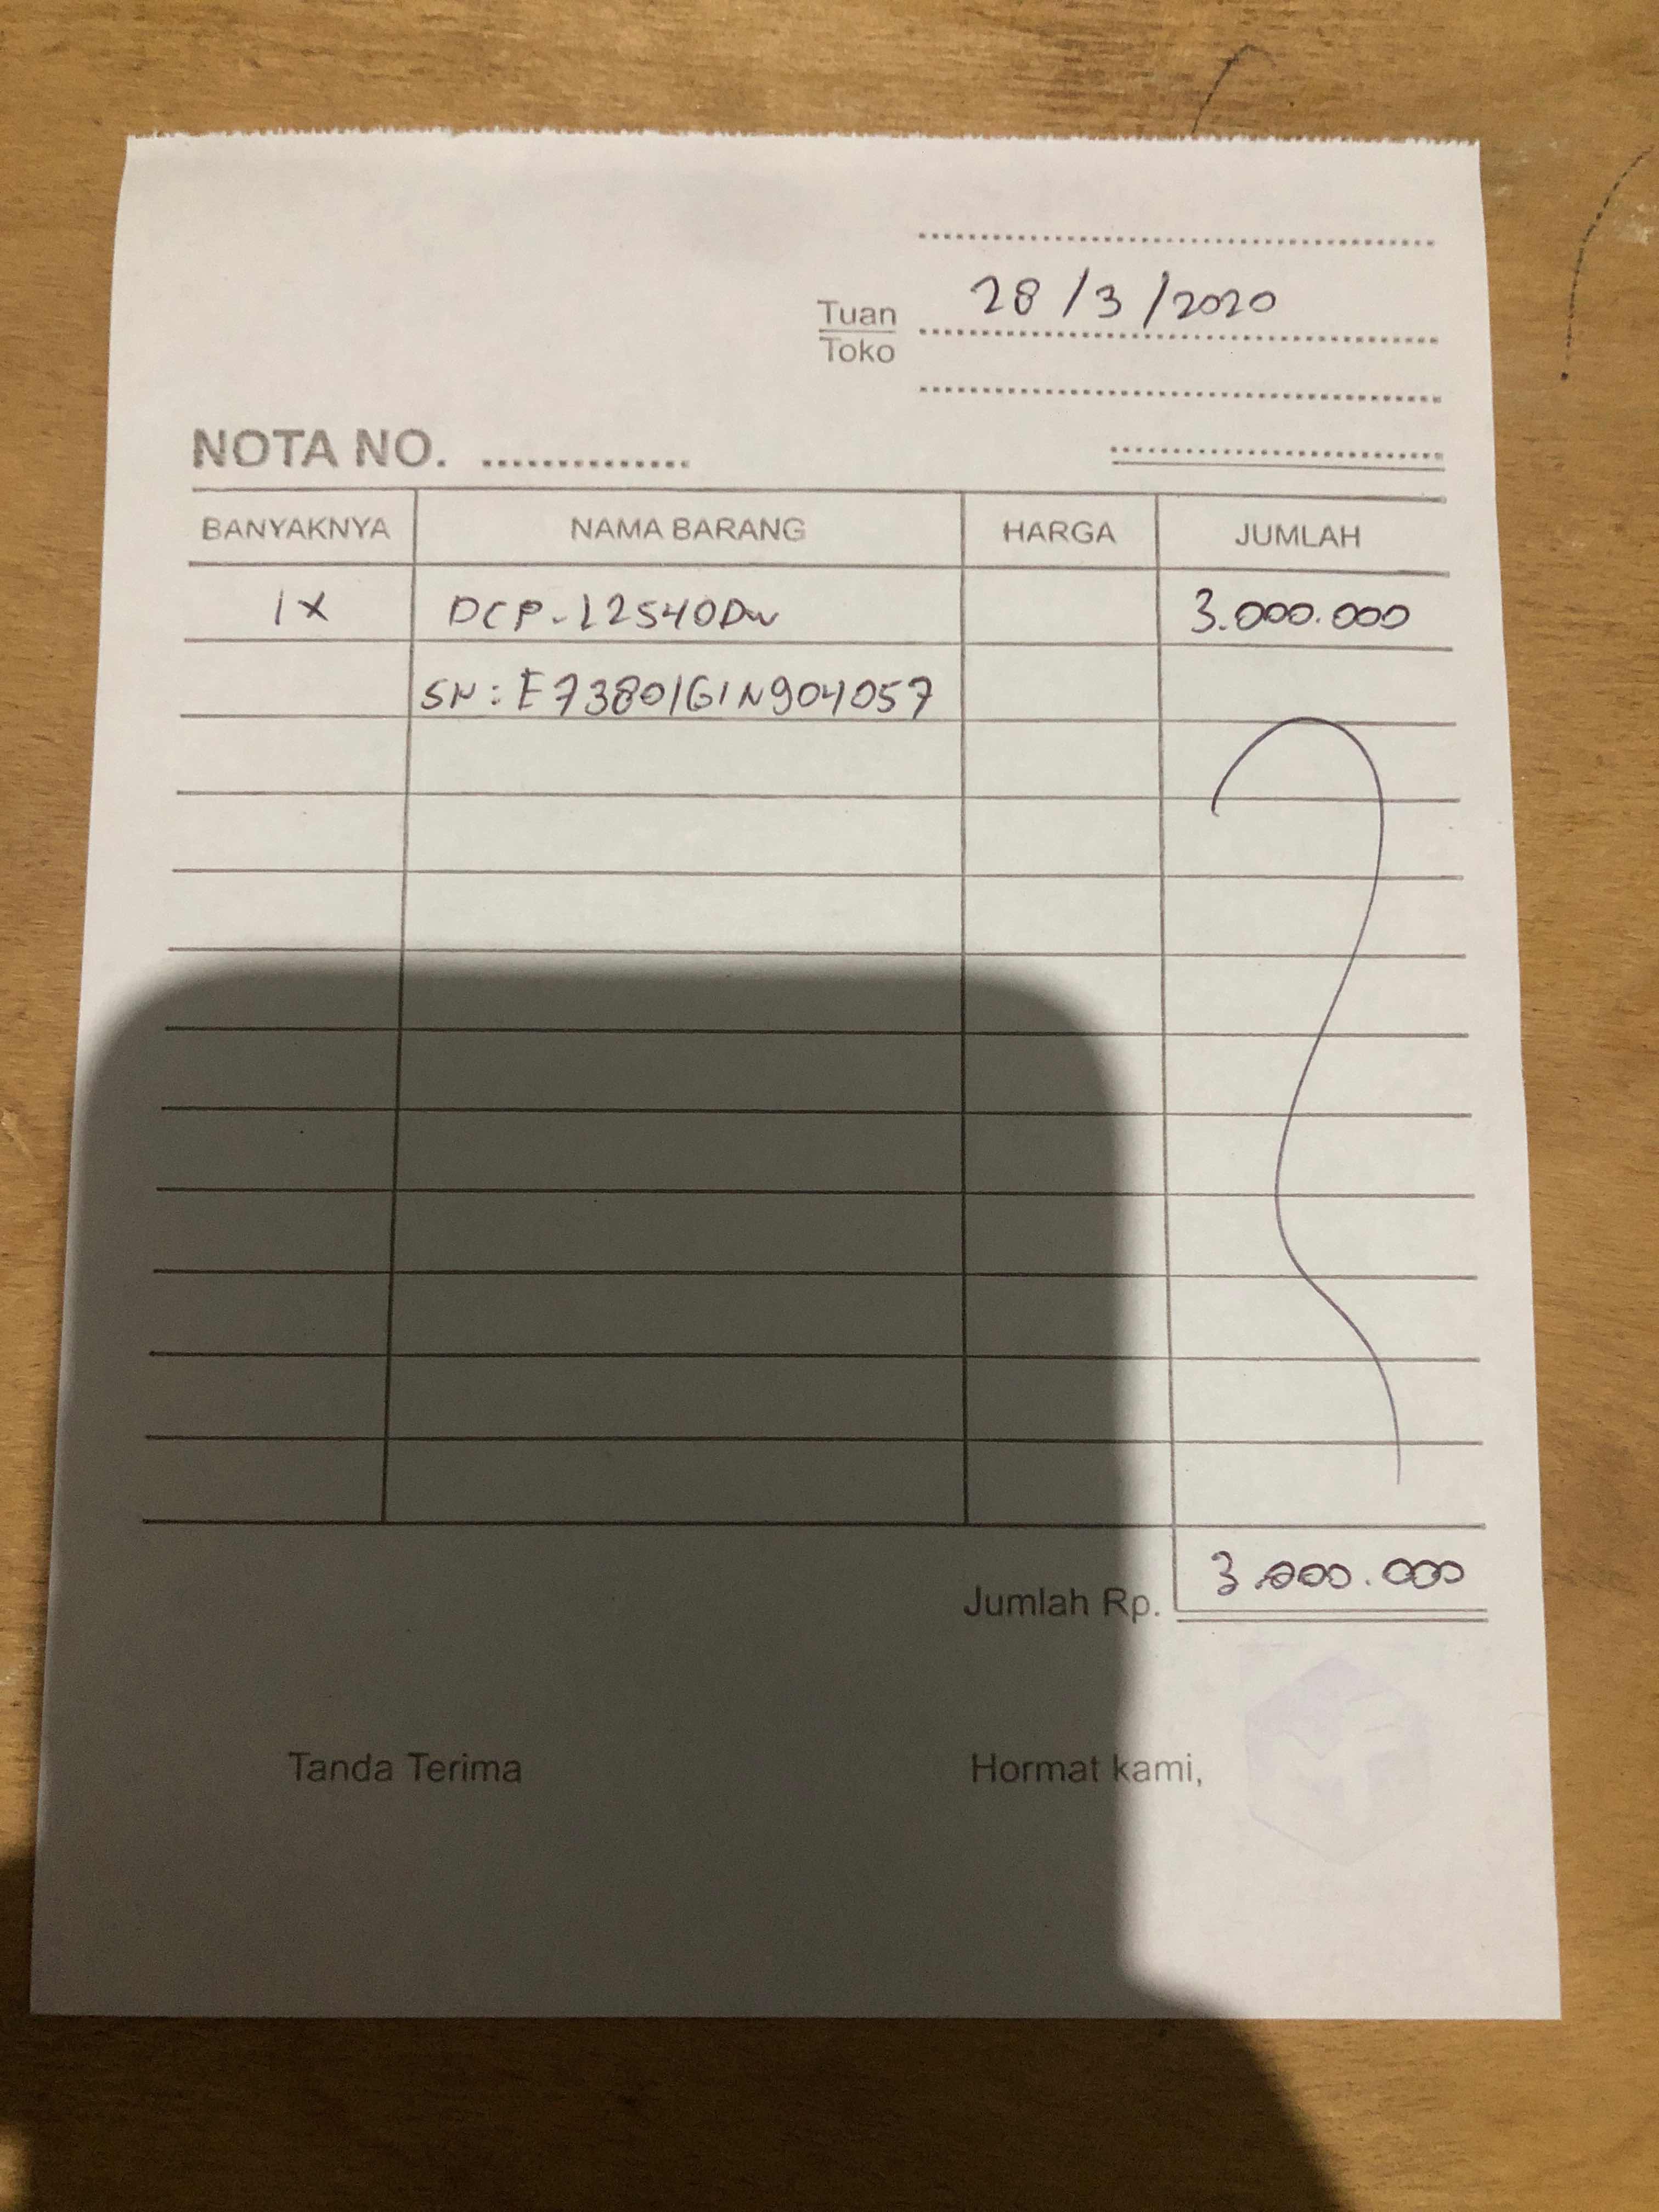 28/3/2020
Tuan
Toko
NOTA NO. ..............
BANYAKNYA NAMA BARANG HARGA JUMLAH
1x DCP-L2540DW 3.000.000
SN: E73801G1N904057
Jumlah Rp. 3.000.000
Tanda Terima Hormat kami,